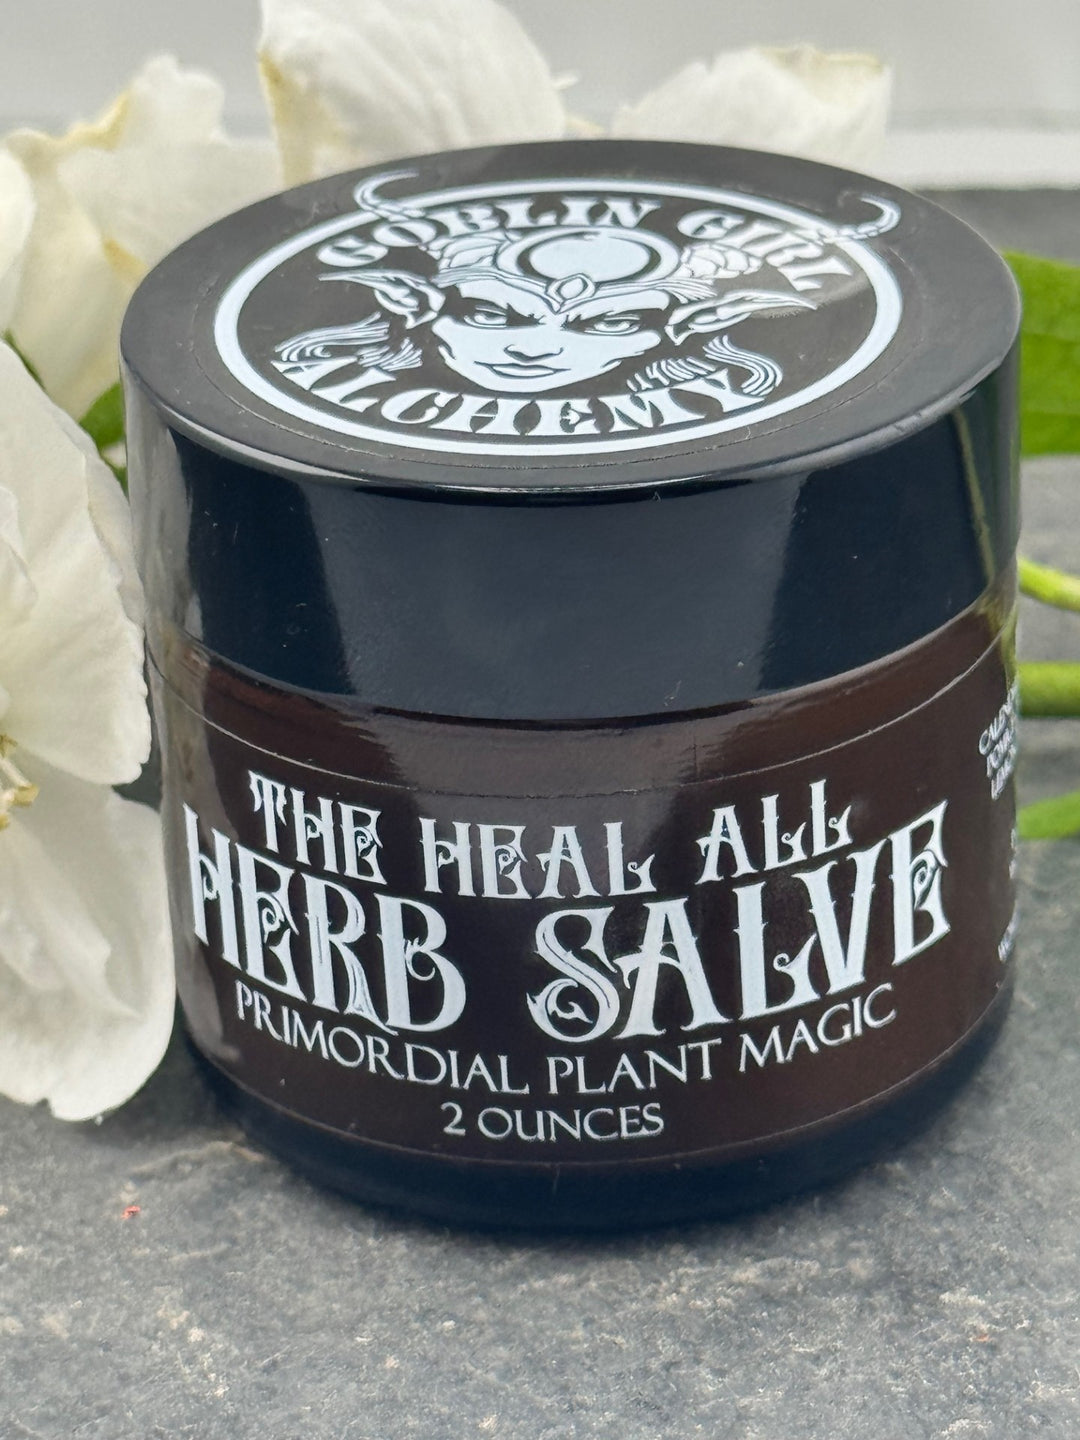 GOBLIN GIRL
ALCHEMY
THE HEAL ALL
HERB SALVE
PRIMORDIAL PLANT MAGIC
2 OUNCES